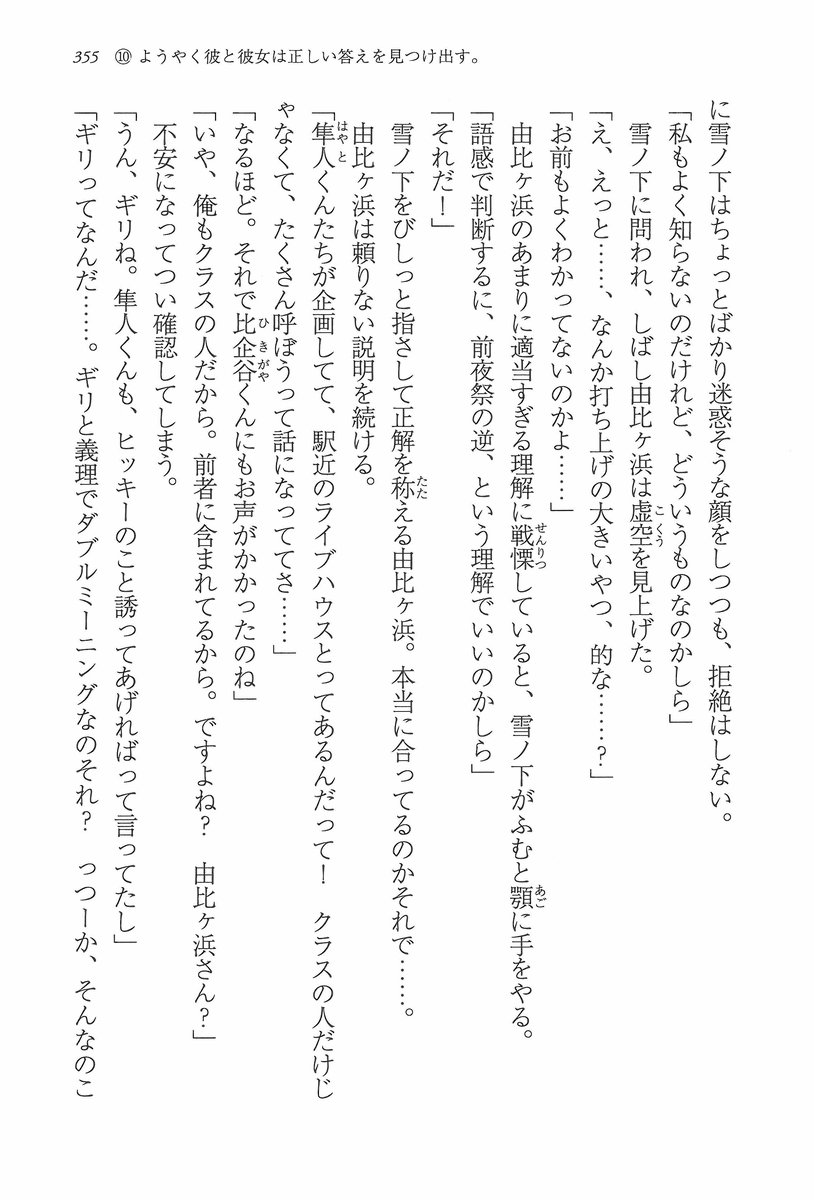 355 ⑩ ようやく彼と彼女は正しい答えを見つけ出す。
に雪ノ下はちょっとばかり迷惑そうな顔をしつつも、拒絶はしない。
「私もよく知らないのだけれど、どういうものなのかしら」
雪ノ下に問われ、しばし由比ヶ浜は虚空を見上げた。
「え、えっと……、なんか打ち上げの大きいやつ、的な……?」
「お前もよくわかってないのかよ……」
由比ヶ浜のあまりに適当すぎる理解に戦慄していると、雪ノ下がふむと顎に手をやる。
「語感で判断するに、前夜祭の逆、という理解でいいのかしら」
「それだ!」
雪ノ下をびしっと指さして正解を称える由比ヶ浜。本当に合ってるのかそれで……。
由比ヶ浜は頼りない説明を続ける。
「隼人くんたちが企画してて、駅近のライブハウスとってあるんだって! クラスの人だけじ
ゃなくて、たくさん呼ぼうって話になっててさ……」
「なるほど。それで比企谷くんにもお声がかかったのね」
「いや、俺もクラスの人だから。前者に含まれてるから。ですよね? 由比ヶ浜さん?」
不安になってつい確認してしまう。
「うん、ギリね。隼人くんも、ヒッキーのこと誘ってあげればって言ってたし」
「ギリってなんだ……。ギリと義理でダブルミーニングなのそれ? っつーか、そんなのこ